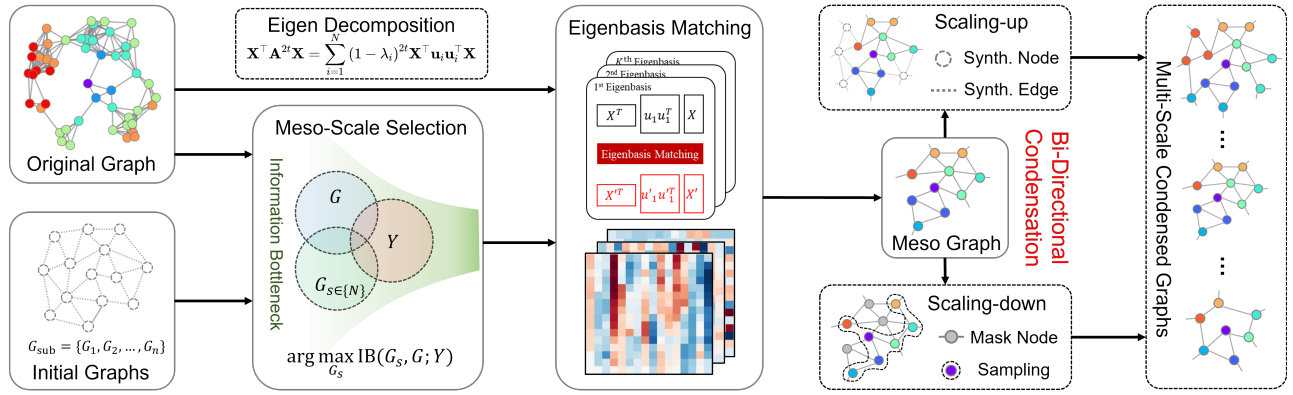 Original Graph
G_sub = {G_1, G_2, ..., G_n}
Initial Graphs
Eigen Decomposition
X^⊤A^{2t}X = ∑_{i=1}^{N} (1 − λ_i)^{2t} X^⊤u_i u_i^⊤X
Meso-Scale Selection
Information Bottleneck
G
Y
G_{s∈{N}}
arg max_{G_s} IB(G_s, G; Y)
Eigenbasis Matching
K^th Eigenbasis
2^nd Eigenbasis
1^st Eigenbasis
X^T u_1u_1^T X
Eigenbasis Matching
X'^T u'_1u'_1^T X'
Scaling-up
Synth. Node
Synth. Edge
Meso Graph
Bi-Directional
Condensation
Scaling-down
Mask Node
Sampling
Multi-Scale Condensed Graphs
...
...